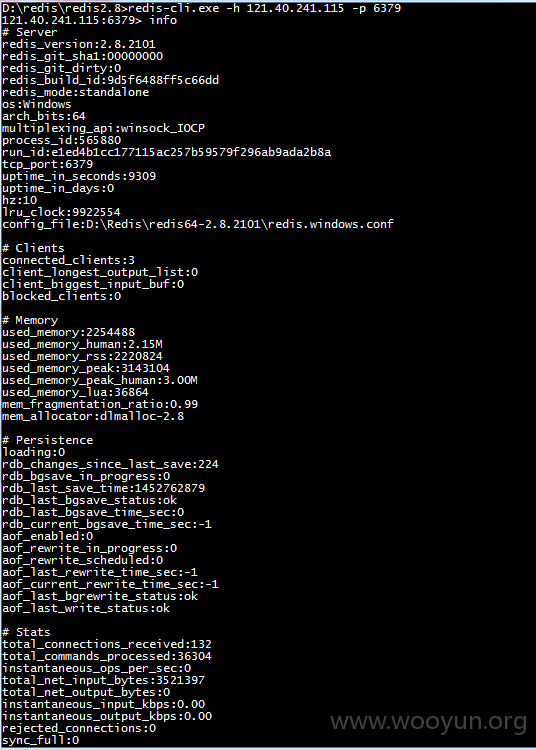 D:\redis\redis2.8>redis-cli.exe -h 121.40.241.115 -p 6379
121.40.241.115:6379> info
# Server
redis_version:2.8.2101
redis_git_sha1:00000000
redis_git_dirty:0
redis_build_id:9d5f6488ff5c66dd
redis_mode:standalone
os:Windows
arch_bits:64
multiplexing_api:winsock_IOCP
process_id:565880
run_id:e1ed4b1cc177115ac257b59579f296ab9ada2b8a
tcp_port:6379
uptime_in_seconds:9309
uptime_in_days:0
hz:10
lru_clock:9922554
config_file:D:\Redis\redis64-2.8.2101\redis.windows.conf
# Clients
connected_clients:3
client_longest_output_list:0
client_biggest_input_buf:0
blocked_clients:0
# Memory
used_memory:2254488
used_memory_human:2.15M
used_memory_rss:2220824
used_memory_peak:3143104
used_memory_peak_human:3.00M
used_memory_lua:36864
mem_fragmentation_ratio:0.99
mem_allocator:dlmalloc-2.8
# Persistence
loading:0
rdb_changes_since_last_save:224
rdb_bgsave_in_progress:0
rdb_last_save_time:1452762879
rdb_last_bgsave_status:ok
rdb_last_bgsave_time_sec:0
rdb_current_bgsave_time_sec:-1
aof_enabled:0
aof_rewrite_in_progress:0
aof_rewrite_scheduled:0
aof_last_rewrite_time_sec:-1
aof_current_rewrite_time_sec:-1
aof_last_bgrewrite_status:ok
aof_last_write_status:ok
# Stats
total_connections_received:132
total_commands_processed:36304
instantaneous_ops_per_sec:0
total_net_input_bytes:3521397
total_net_output_bytes:0
instantaneous_input_kbps:0.00
instantaneous_output_kbps:0.00
rejected_connections:0
sync_full:0
www.wooyun.org